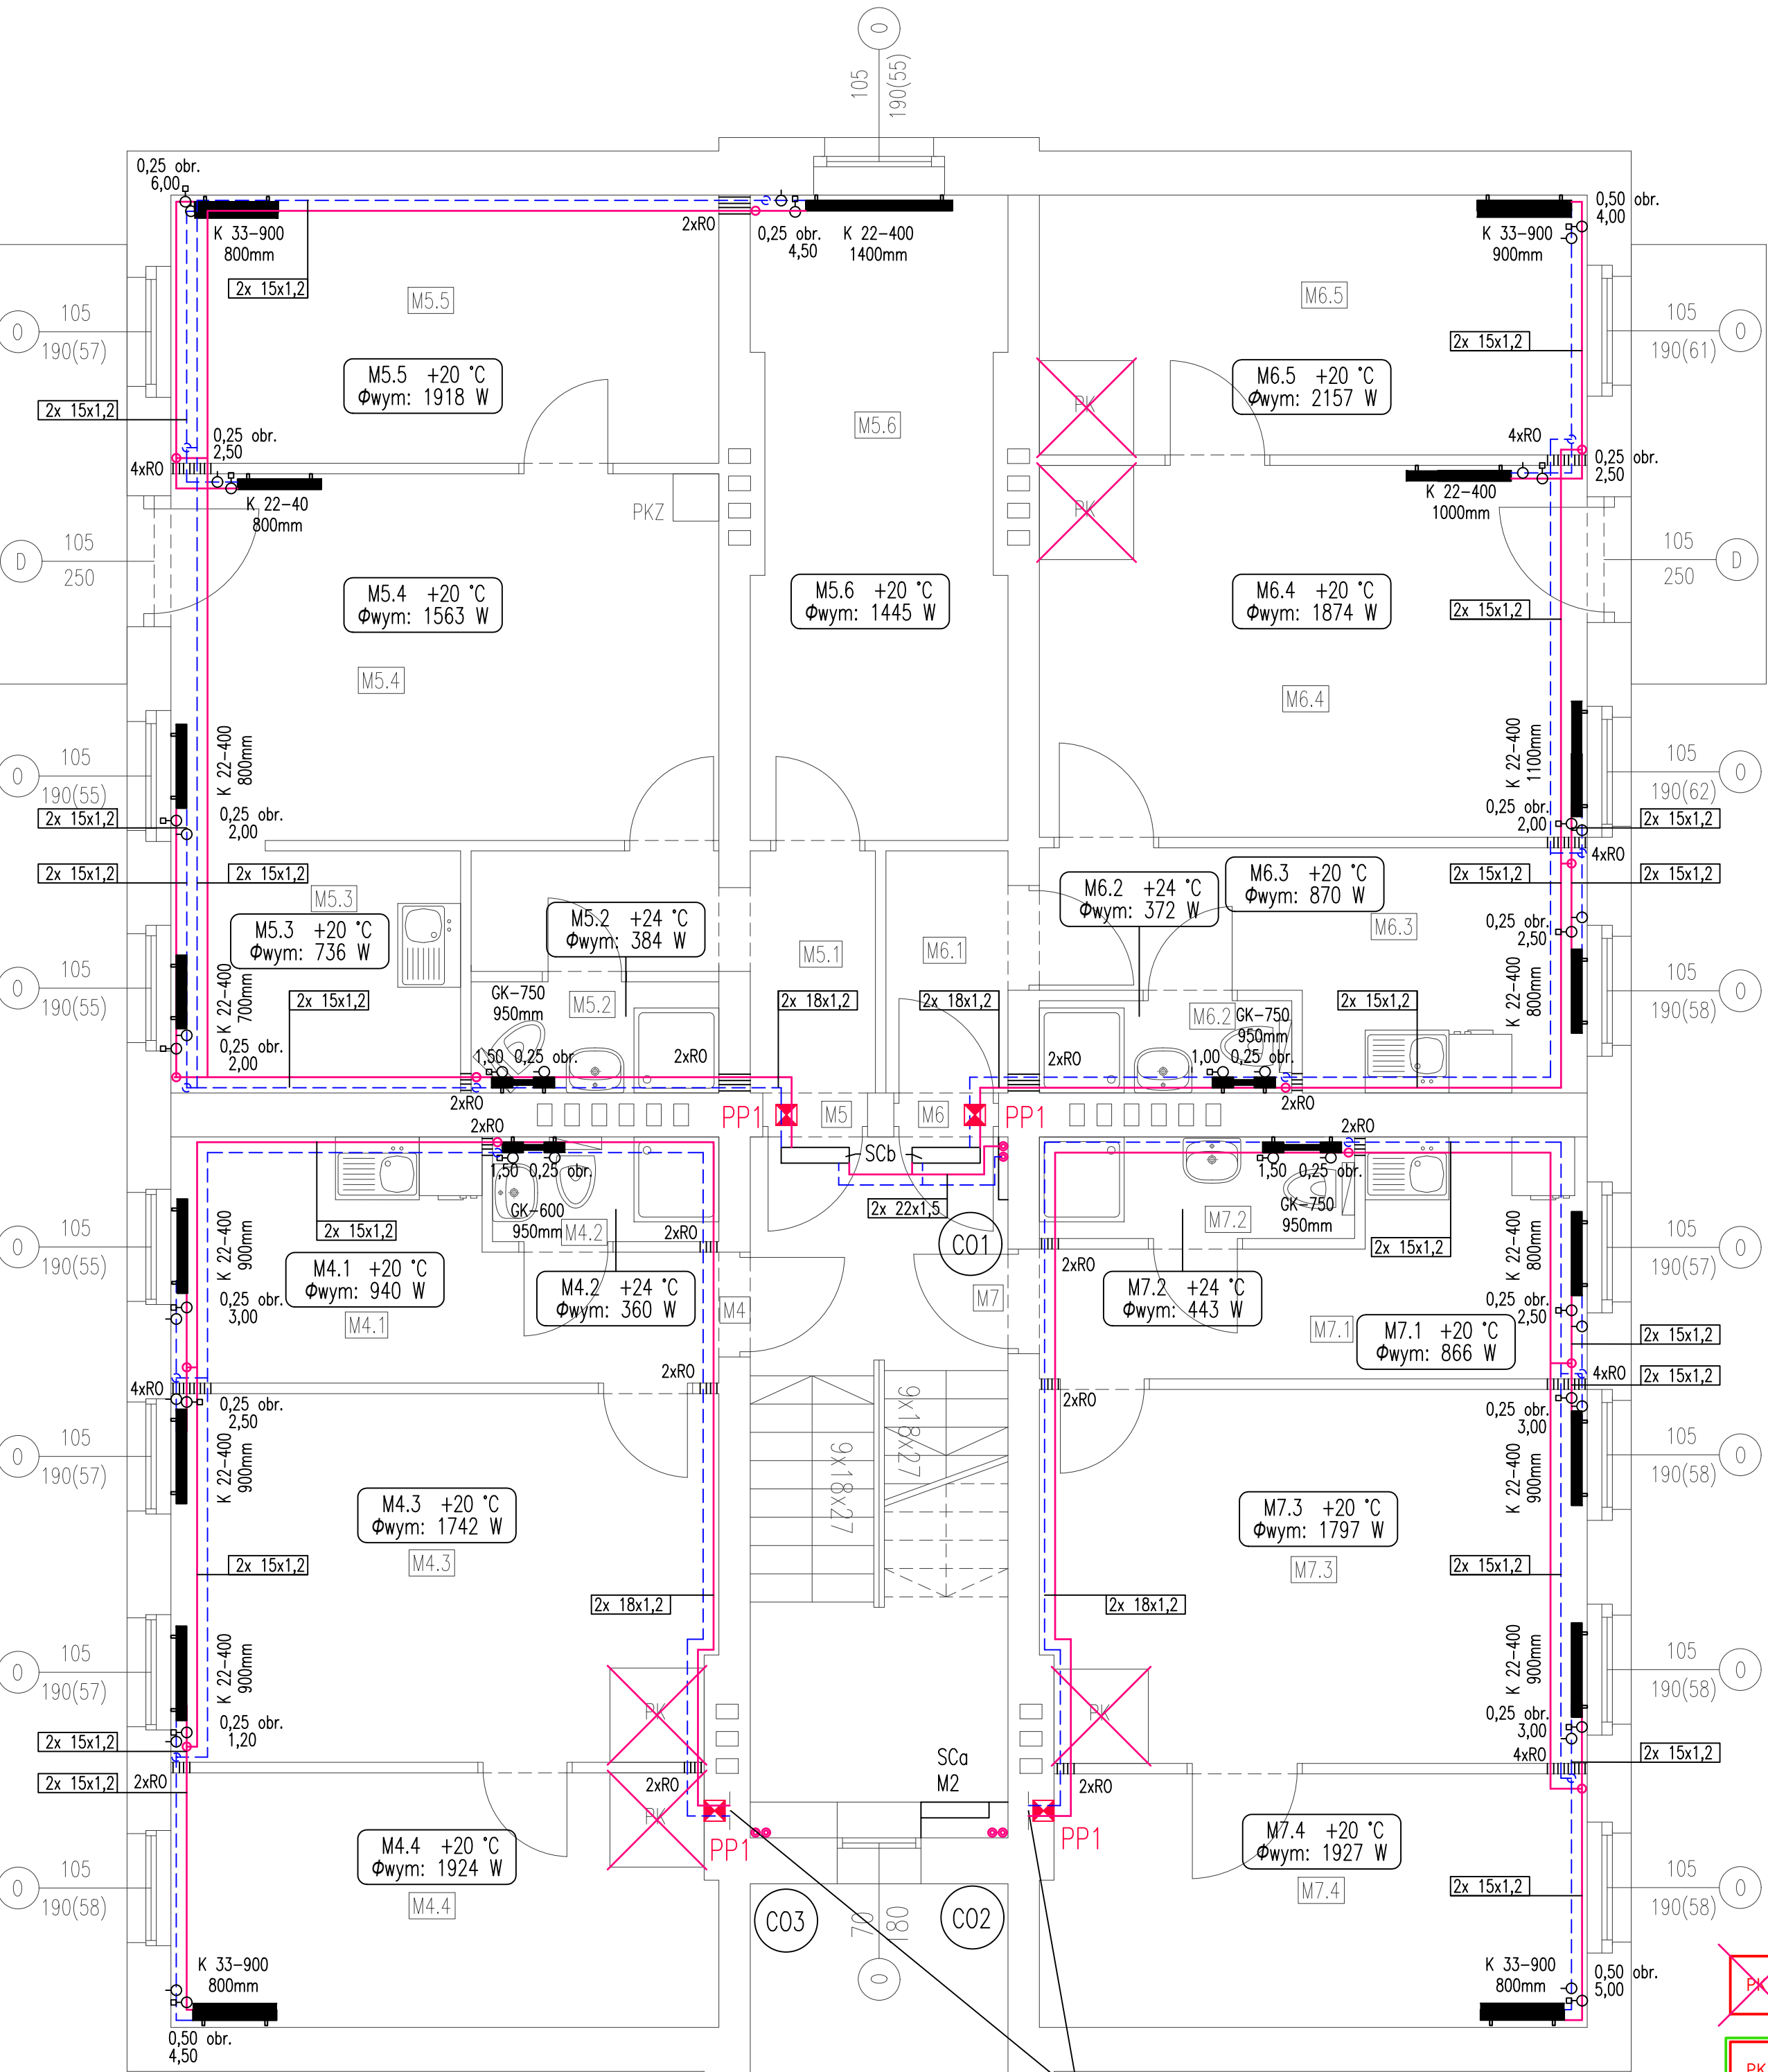 O
105
190(55)
0,25 obr.
6,00
K 33-900
800mm
2x 15x1,2
2xRO
0,25 obr.
4,50
K 22-400
1400mm
K 33-900
900mm
0,50 obr.
4,00
M5.5
M6.5
O
105
190(57)
2x 15x1,2
M5.5 +20 °C
Φwym: 1918 W
M5.6
PK
M6.5 +20 °C
Φwym: 2157 W
2x 15x1,2
105
190(61)
O
0,25 obr.
2,50
4xRO
K 22-40
800mm
PKZ
PK
4xRO
0,25 obr.
2,50
K 22-400
1000mm
D
105
250
105
250
D
M5.4 +20 °C
Φwym: 1563 W
M5.6 +20 °C
Φwym: 1445 W
M6.4 +20 °C
Φwym: 1874 W
2x 15x1,2
M5.4
M6.4
O
105
190(55)
2x 15x1,2
K 22-400
800mm
0,25 obr.
2,00
K 22-400
1100mm
0,25 obr.
2,00
105
190(62)
O
2x 15x1,2
4xRO
2x 15x1,2
2x 15x1,2
M5.3
M5.3 +20 °C
Φwym: 736 W
M5.2 +24 °C
Φwym: 384 W
M5.1
M6.1
M6.2 +24 °C
Φwym: 372 W
M6.3 +20 °C
Φwym: 870 W
M6.3
2x 15x1,2
2x 15x1,2
0,25 obr.
2,50
O
105
190(55)
K 22-400
700mm
0,25 obr.
2,00
2x 15x1,2
GK-750
950mm
M5.2
1,50 0,25 obr.
2xRO
2xRO
2x 18x1,2
2x 18x1,2
2xRO
M6.2
GK-750
950mm
1,00 0,25 obr.
2xRO
2x 15x1,2
K 22-400
800mm
105
190(58)
O
PP1
M5
M6
PP1
SCb
2x 22x1,5
CO1
2xRO
1,50 0,25 obr.
GK-600
950mm
M4.2
2xRO
2x 15x1,2
M4.1 +20 °C
Φwym: 940 W
M4.1
M4.2 +24 °C
Φwym: 360 W
M4
M7
O
105
190(55)
K 22-400
900mm
0,25 obr.
3,00
2xRO
1,50 0,25 obr.
GK-750
950mm
M7.2
2xRO
2x 15x1,2
M7.2 +24 °C
Φwym: 443 W
M7.1
M7.1 +20 °C
Φwym: 866 W
K 22-400
800mm
0,25 obr.
2,50
105
190(57)
O
2x 15x1,2
2x 15x1,2
4xRO
4xRO
0,25 obr.
2,50
2xRO
2xRO
0,25 obr.
3,00
O
105
190(57)
K 22-400
900mm
9x18x27
9x18x27
K 22-400
900mm
105
190(58)
O
M4.3 +20 °C
Φwym: 1742 W
M4.3
2x 15x1,2
2x 18x1,2
2x 18x1,2
M7.3 +20 °C
Φwym: 1797 W
M7.3
2x 15x1,2
O
105
190(57)
K 22-400
900mm
0,25 obr.
1,20
2x 15x1,2
2x 15x1,2
2xRO
PK
2xRO
PK
PP1
SCa
M2
PK
2xRO
PP1
K 22-400
900mm
0,25 obr.
3,00
4xRO
2x 15x1,2
105
190(58)
O
M4.4 +20 °C
Φwym: 1924 W
M4.4
O
105
190(58)
CO3
70
180
O
CO2
M7.4 +20 °C
Φwym: 1927 W
M7.4
2x 15x1,2
105
190(58)
O
K 33-900
800mm
0,50 obr.
4,50
K 33-900
800mm
0,50 obr.
5,00
PK
PK